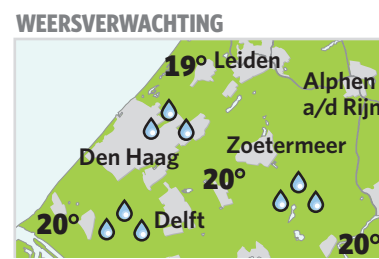 WEERSVERWACHTING
19° Leiden
Alphen
a/d Rijn
Den Haag
Zoetermeer
20°
20°
Delft
20°